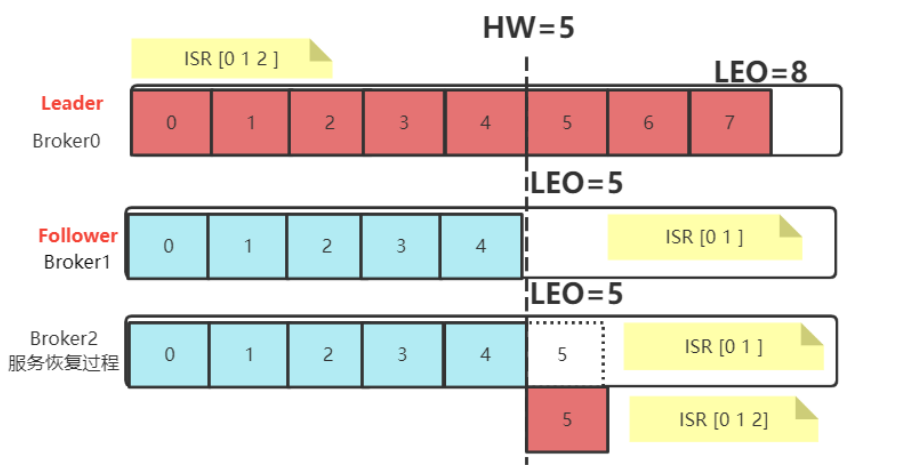 HW=5
ISR [0 1 2 ]
LEO=8
Leader
Broker0
0 1 2 3 4 5 6 7
LEO=5
Follower
Broker1
0 1 2 3 4
ISR [0 1 ]
LEO=5
Broker2
服务恢复过程
0 1 2 3 4 5
ISR [0 1 ]
5
ISR [0 1 2]